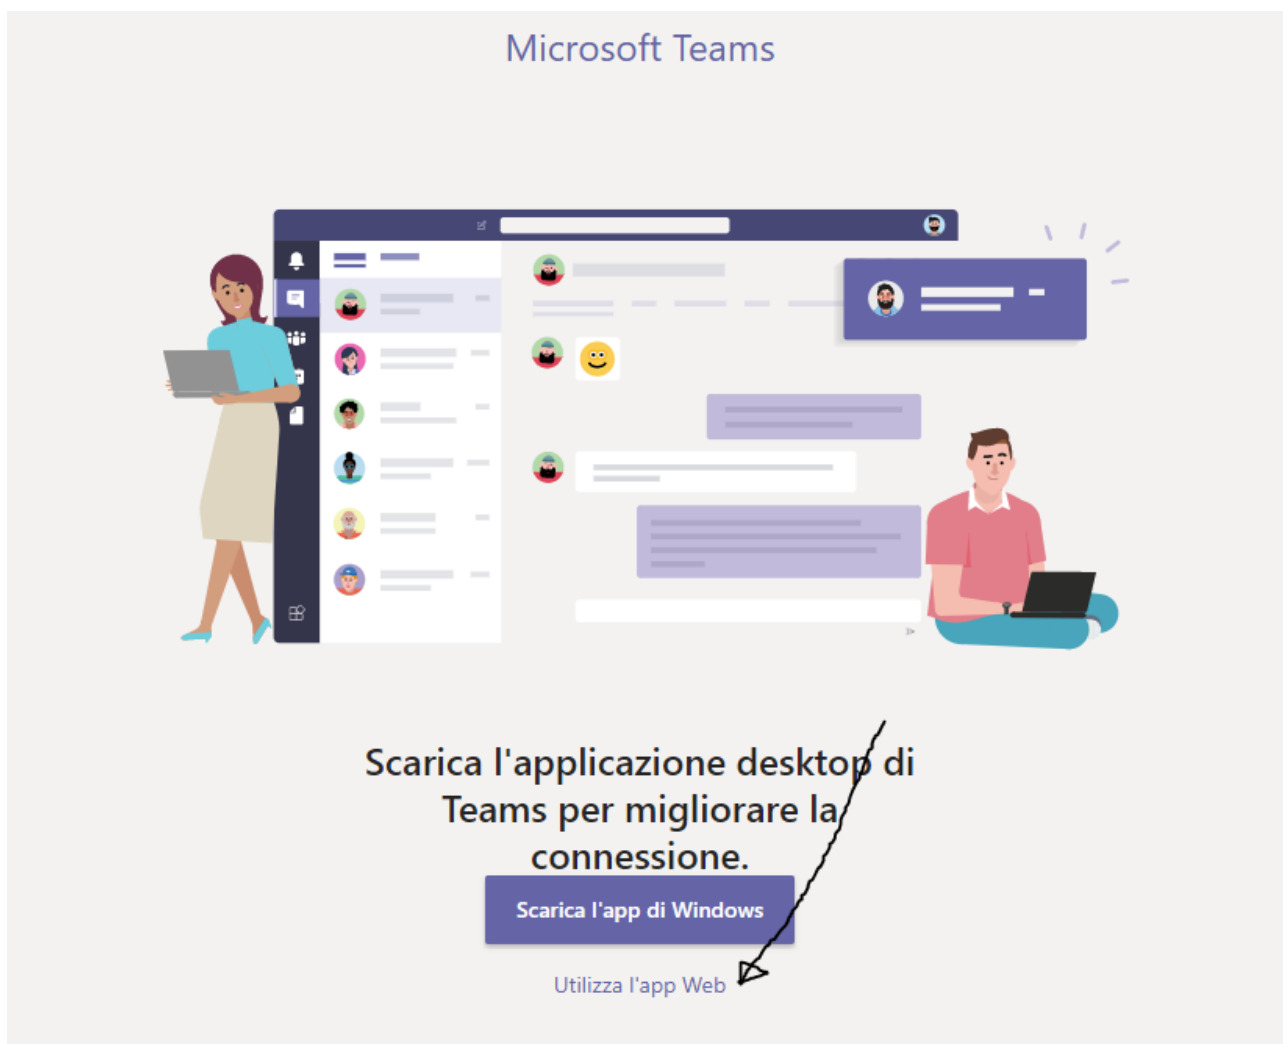 Microsoft Teams
Scarica l'applicazione desktop di
Teams per migliorare la
connessione.
Scarica l'app di Windows
Utilizza l'app Web